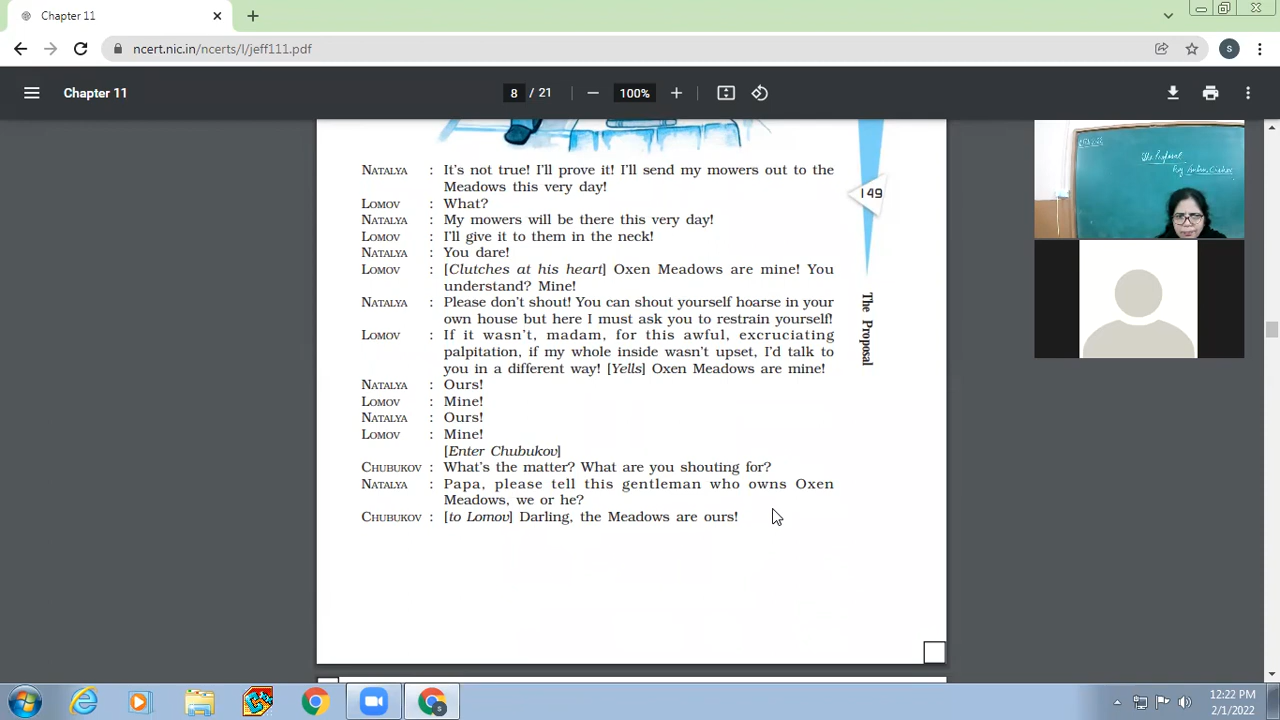 Chapter 11
ncert.nic.in/ncerts/l/jeff111.pdf
s
Chapter 11
8 / 21
100%
NATALYA : It's not true! I'll prove it! I'll send my mowers out to the
Meadows this very day!
LOMOV : What?
NATALYA : My mowers will be there this very day!
LOMOV : I'll give it to them in the neck!
NATALYA : You dare!
LOMOV : [Clutches at his heart] Oxen Meadows are mine! You
understand? Mine!
NATALYA : Please don't shout! You can shout yourself hoarse in your
own house but here I must ask you to restrain yourself!
LOMOV : If it wasn't, madam, for this awful, excruciating
palpitation, if my whole inside wasn't upset, I'd talk to
you in a different way! [Yells] Oxen Meadows are mine!
NATALYA : Ours!
LOMOV : Mine!
NATALYA : Ours!
LOMOV : Mine!
[Enter Chubukov]
CHUBUKOV : What's the matter? What are you shouting for?
NATALYA : Papa, please tell this gentleman who owns Oxen
Meadows, we or he?
CHUBUKOV : [to Lomov] Darling, the Meadows are ours!
149
The Proposal
The Proposal
By Anton Chekov
s
12:22 PM
2/1/2022